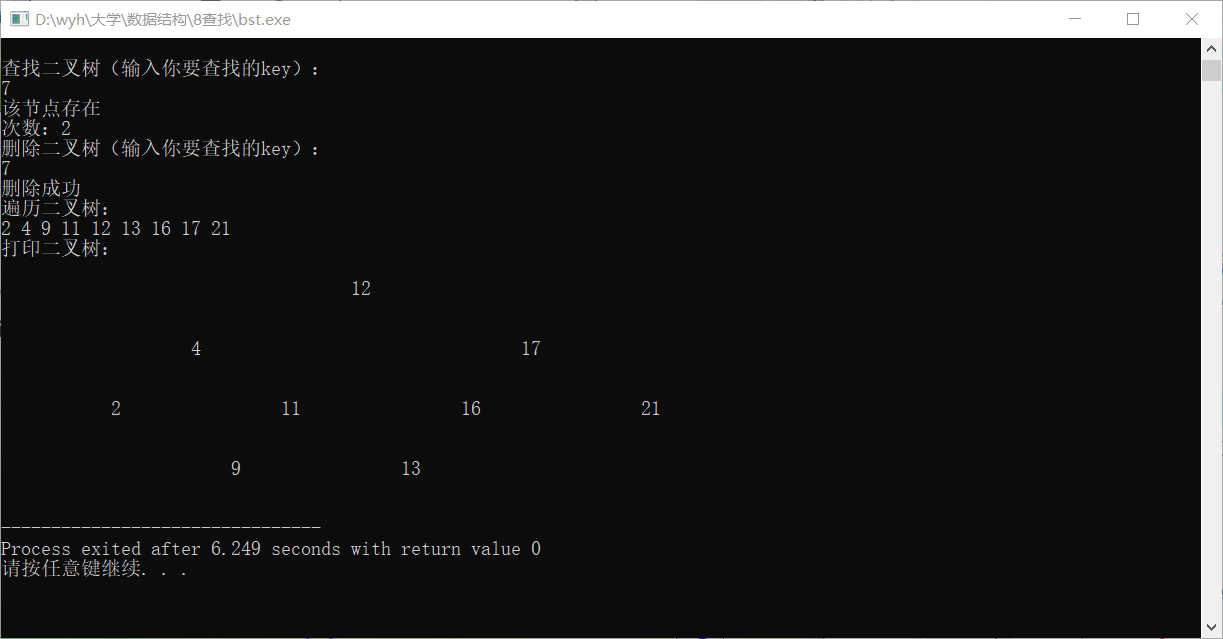 D:\wyh\大学\数据结构\8查找\bst.exe
查找二叉树（输入你要查找的key）：
7
该节点存在
次数：2
删除二叉树（输入你要查找的key）：
7
删除成功
遍历二叉树：
2 4 9 11 12 13 16 17 21
打印二叉树：
12
4 17
2 11 16 21
9 13
--------------------------------
Process exited after 6.249 seconds with return value 0
请按任意键继续. . .